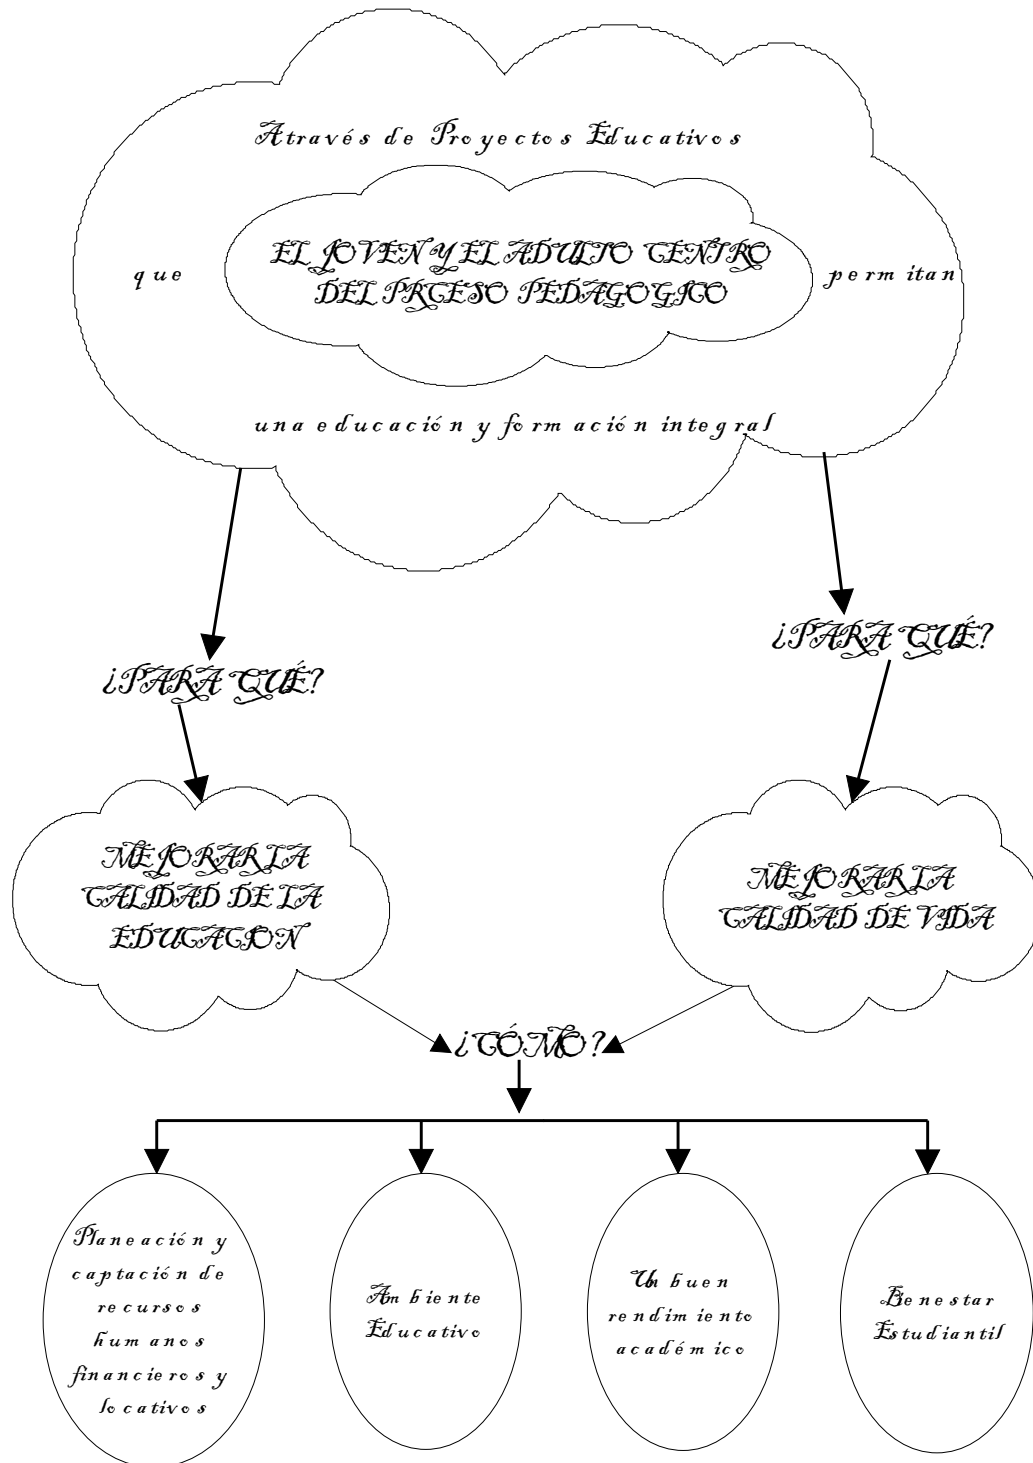 Através de Proyectos Educativos
que
EL JOVEN Y EL ADULTO CENTRO
DEL PRCESO PEDAGOGICO
permitan
una educación y formación integral
¿PARA QUÉ?
¿PARA QUÉ?
MEJORAR LA
CALIDAD DE LA
EDUCACION
MEJORAR LA
CALIDAD DE VIDA
¿CÓMO?
Planeación y
captación de
recursos
humanos
financieros y
locativos
Ambiente
Educativo
Un buen
rendimiento
académico
Bienestar
Estudiantil